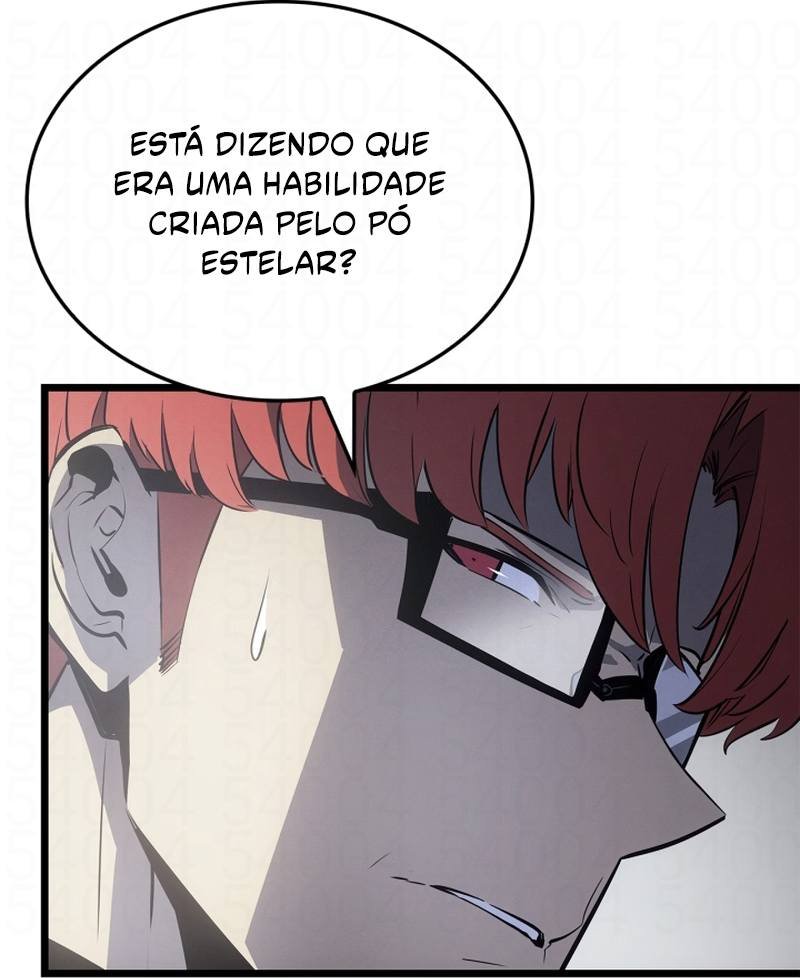 ESTÁ DIZENDO QUE
ERA UMA HABILIDADE
CRIADA PELO PÓ
ESTELAR?